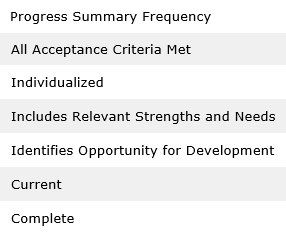 Progress Summary Frequency
All Acceptance Criteria Met
Individualized
Includes Relevant Strengths and Needs
Identifies Opportunity for Development
Current
Complete